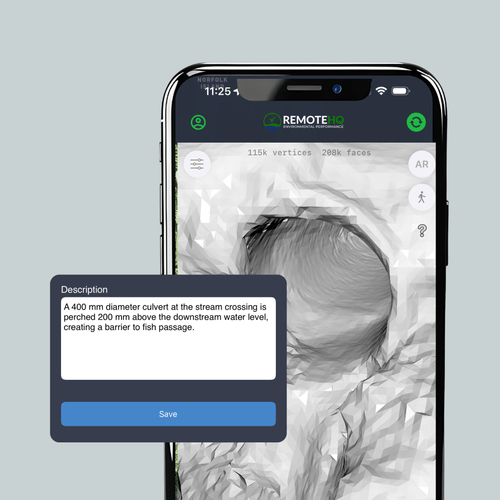 NORFOLK
11:25
REMOTEHQ
ENVIRONMENTAL PERFORMANCE
115k vertices 208k faces
AR
?
Description
A 400 mm diameter culvert at the stream crossing is
perched 200 mm above the downstream water level,
creating a barrier to fish passage.
Save